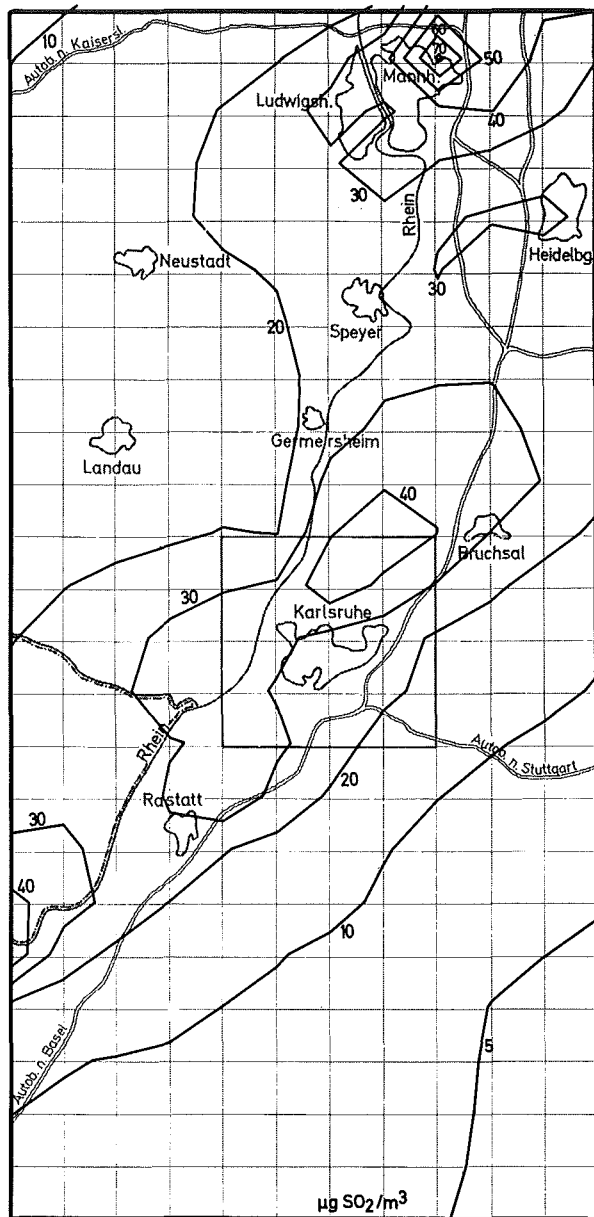 10
Autob. n. Kaisersl.
60
70
50
Mannh.
Ludwigsh.
40
30
Rhein
Heidelbg.
Neustadt
30
Speyer
20
Germersheim
Landau
40
Bruchsal
30
Karlsruhe
Rhein
Autob. n. Stuttgart
20
Rastatt
30
40
10
5
Autob. n. Basel
µg SO₂/m³